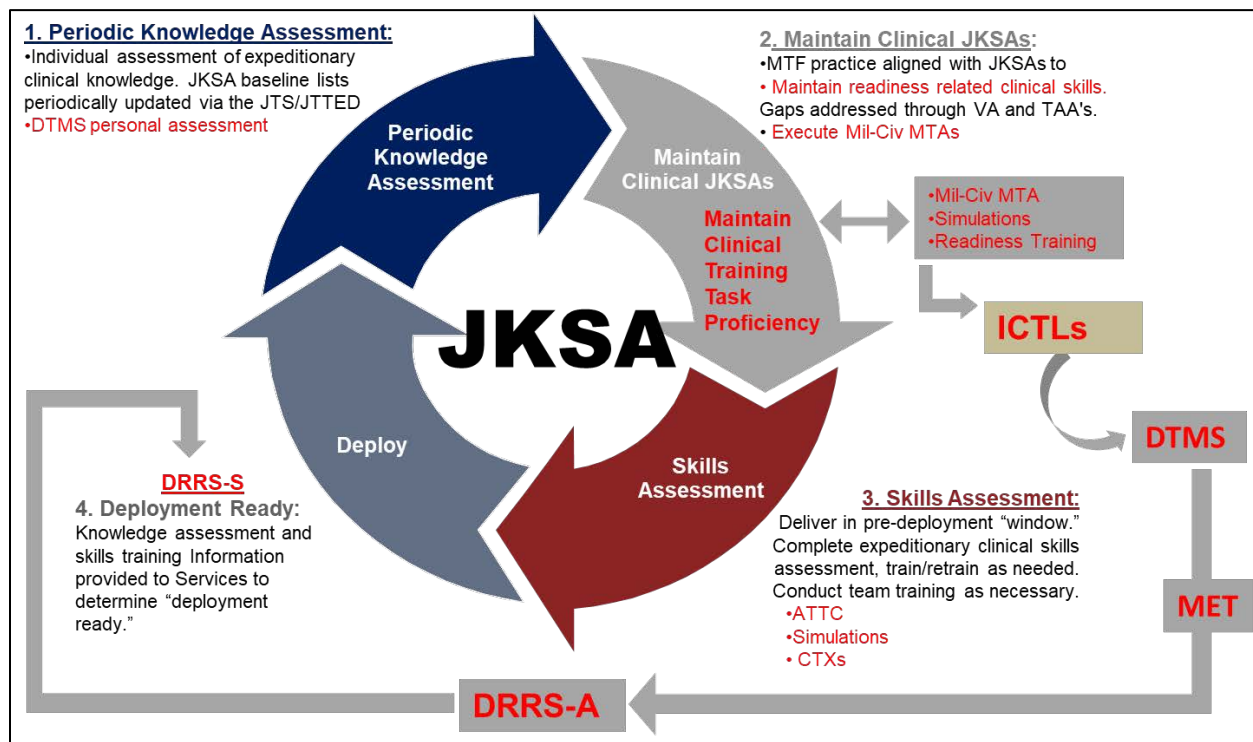 1. Periodic Knowledge Assessment:
•Individual assessment of expeditionary
clinical knowledge. JKSA baseline lists
periodically updated via the JTS/JTTED
•DTMS personal assessment
2. Maintain Clinical JKSAs:
•MTF practice aligned with JKSAs to
• Maintain readiness related clinical skills.
Gaps addressed through VA and TAA's.
• Execute Mil-Civ MTAs
Periodic
Knowledge
Assessment
Maintain
Clinical JKSAs
Maintain
Clinical
Training
Task
Proficiency
•Mil-Civ MTA
•Simulations
•Readiness Training
ICTLs
JKSA
DTMS
Deploy
Skills
Assessment
DRRS-S
4. Deployment Ready:
Knowledge assessment and
skills training Information
provided to Services to
determine “deployment
ready.”
3. Skills Assessment:
Deliver in pre-deployment “window.”
Complete expeditionary clinical skills
assessment, train/retrain as needed.
Conduct team training as necessary.
•ATTC
•Simulations
• CTXs
MET
DRRS-A